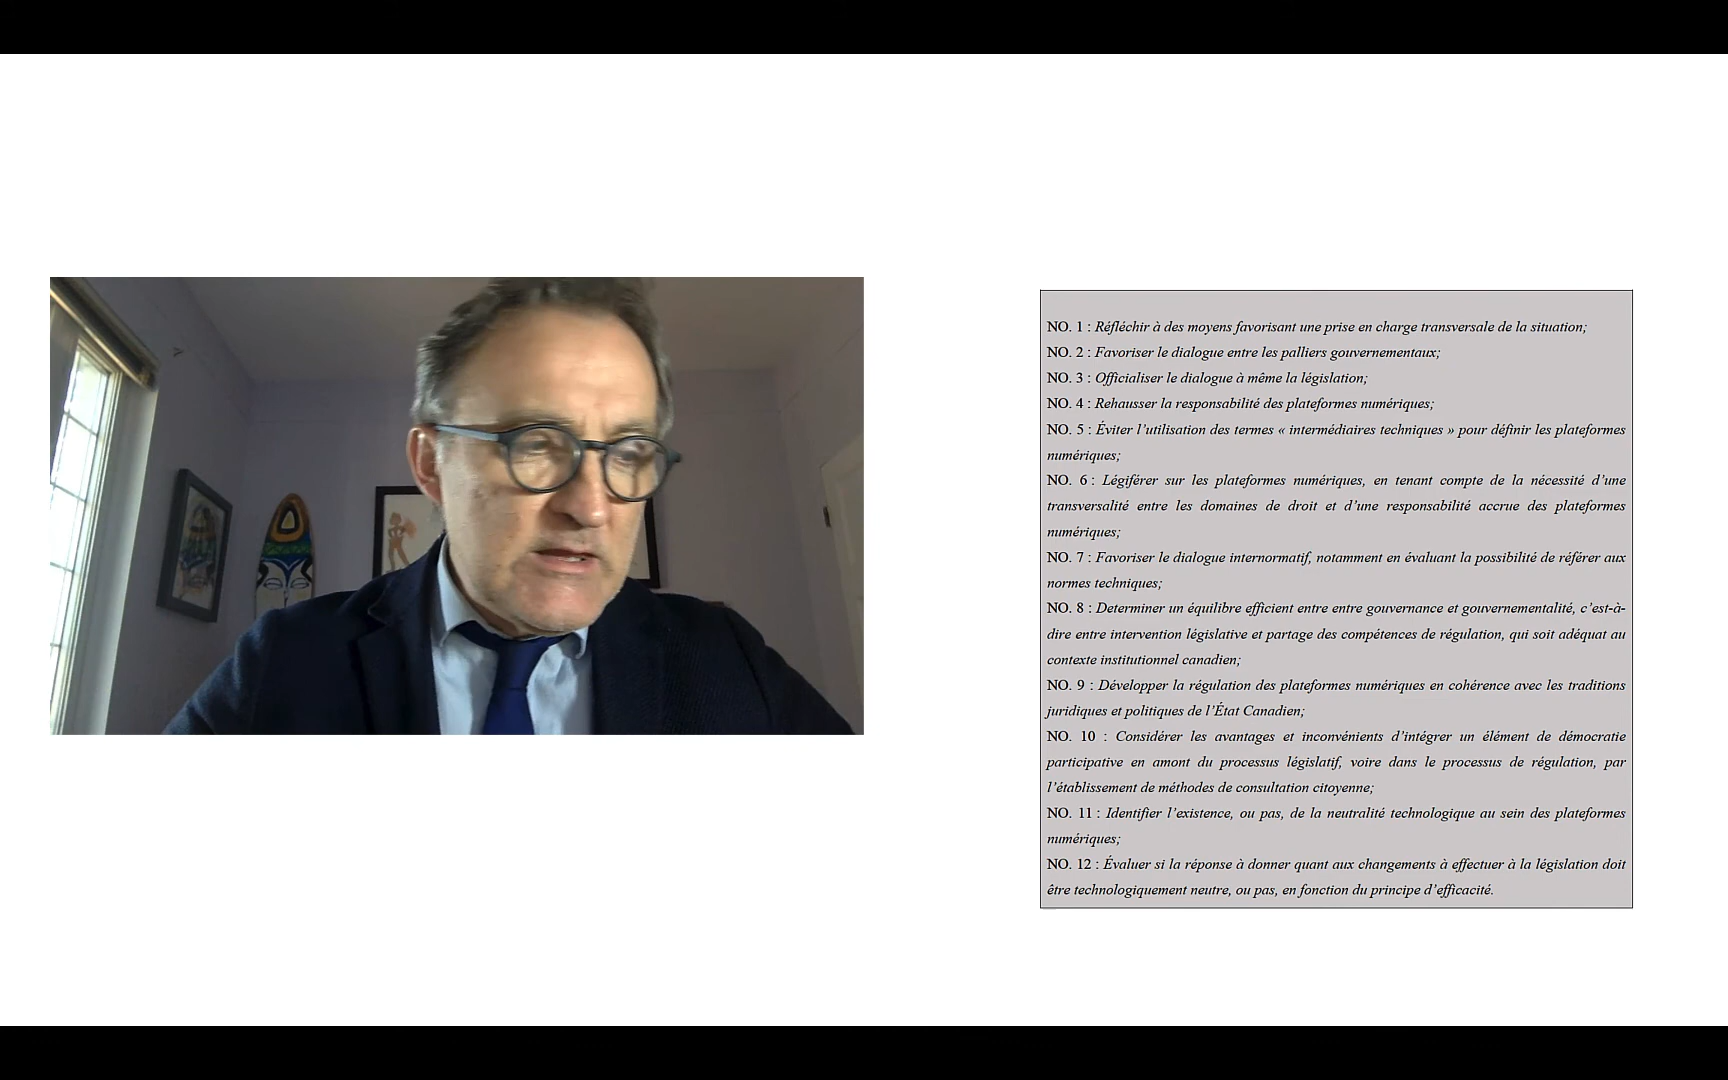 NO. 1 : Réfléchir à des moyens favorisant une prise en charge transversale de la situation;
NO. 2 : Favoriser le dialogue entre les palliers gouvernementaux;
NO. 3 : Officialiser le dialogue à même la législation;
NO. 4 : Rehausser la responsabilité des plateformes numériques;
NO. 5 : Éviter l’utilisation des termes « intermédiaires techniques » pour définir les plateformes
numériques;
NO. 6 : Légiférer sur les plateformes numériques, en tenant compte de la nécessité d’une
transversalité entre les domaines de droit et d’une responsabilité accrue des plateformes
numériques;
NO. 7 : Favoriser le dialogue internormatif, notamment en évaluant la possibilité de référer aux
normes techniques;
NO. 8 : Determiner un équilibre efficient entre entre gouvernance et gouvernementalité, c’est-à-
dire entre intervention législative et partage des compétences de régulation, qui soit adéquat au
contexte institutionnel canadien;
NO. 9 : Développer la régulation des plateformes numériques en cohérence avec les traditions
juridiques et politiques de l’État Canadien;
NO. 10 : Considérer les avantages et inconvénients d’intégrer un élément de démocratie
participative en amont du processus législatif, voire dans le processus de régulation, par
l’établissement de méthodes de consultation citoyenne;
NO. 11 : Identifier l’existence, ou pas, de la neutralité technologique au sein des plateformes
numériques;
NO. 12 : Évaluer si la réponse à donner quant aux changements à effectuer à la législation doit
être technologiquement neutre, ou pas, en fonction du principe d’efficacité.